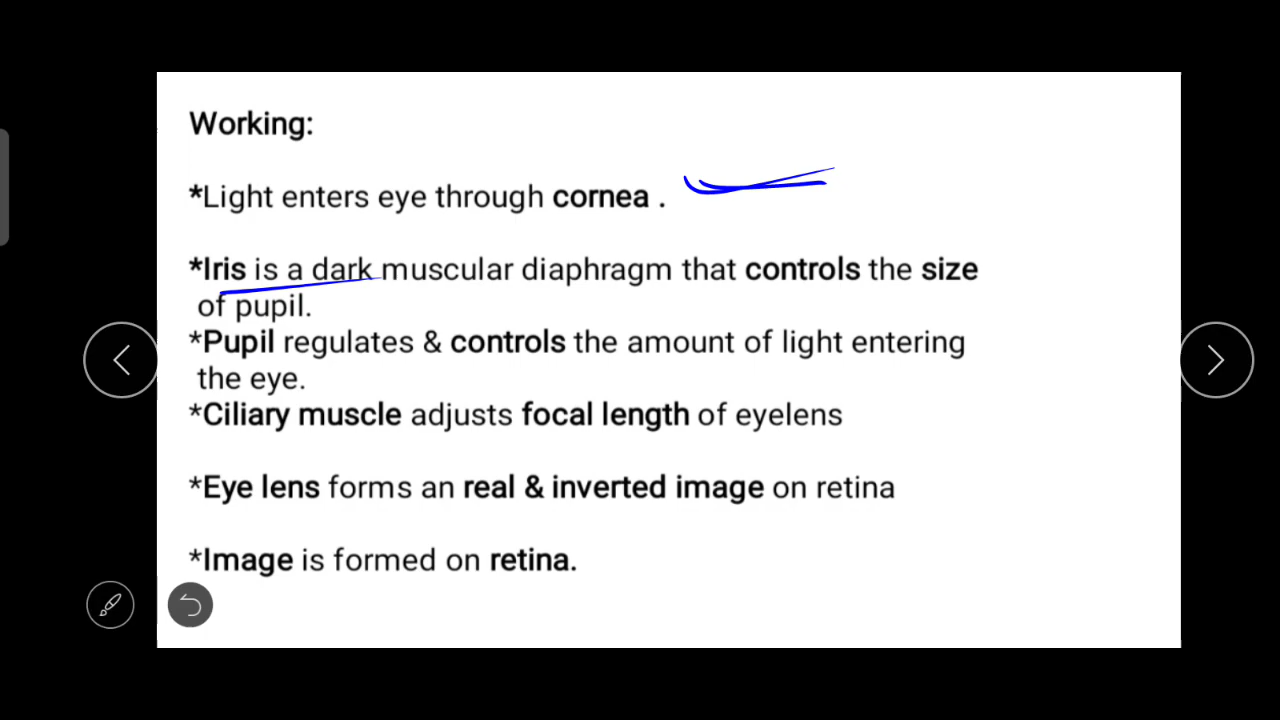 Working:
*Light enters eye through cornea .
*Iris is a dark muscular diaphragm that controls the size
of pupil.
*Pupil regulates & controls the amount of light entering
the eye.
*Ciliary muscle adjusts focal length of eyelens
*Eye lens forms an real & inverted image on retina
*Image is formed on retina.